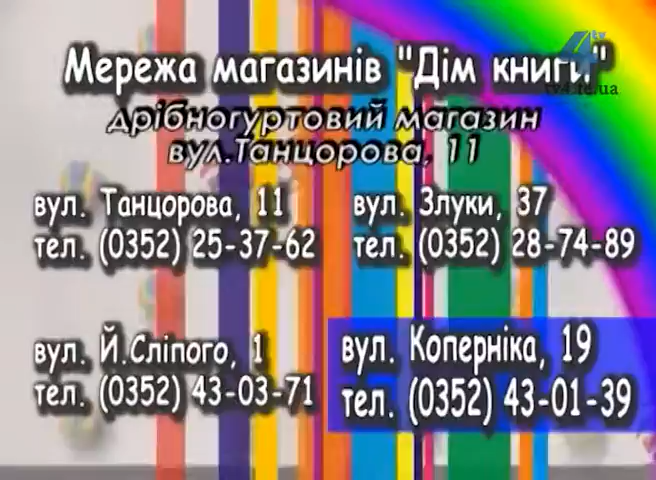 Мережа магазинів "Дім книги"
tv
4
tv4.te.ua
дрібногуртовий магазин
вул.Танцорова, 11
вул. Танцорова, 11
тел. (0352) 25-37-62
вул. Злуки, 37
тел. (0352) 28-74-89
вул. Й.Сліпого, 1
тел. (0352) 43-03-71
вул. Коперніка, 19
тел. (0352) 43-01-39